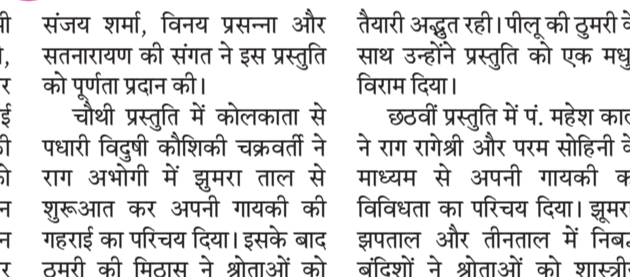 संजय शर्मा, विनय प्रसन्ना और
सतनारायण की संगत ने इस प्रस्तुति
को पूर्णता प्रदान की।
चौथी प्रस्तुति में कोलकाता से
पधारी विदुषी कौशिकी चक्रवर्ती ने
राग अभोगी में झुमरा ताल से
शुरूआत कर अपनी गायकी की
गहराई का परिचय दिया। इसके बाद
ठुमरी की मिठास ने श्रोताओं को
तैयारी अद्भुत रही। पीलू की ठुमरी
साथ उन्होंने प्रस्तुति को एक
विराम दिया।
छठवीं प्रस्तुति में पं. महेश
ने राग रागेश्री और परम सोहिनी
माध्यम से अपनी गायकी
विविधता का परिचय दिया।
झपताल और तीनताल में
बंदिशों ने श्रोताओं को